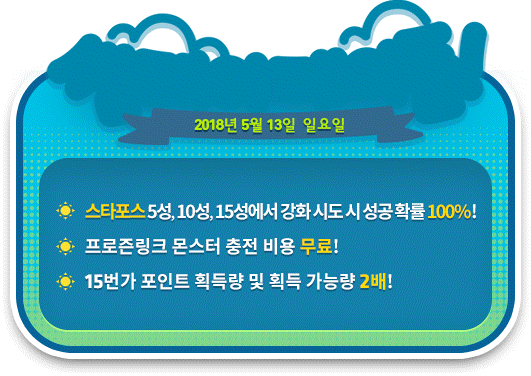 2018년 5월 13일 일요일
스타포스 5성, 10성, 15성에서 강화 시도 시 성공 확률 100%!
프로즌링크 몬스터 충전 비용 무료!
15번가 포인트 획득량 및 획득 가능량 2배!